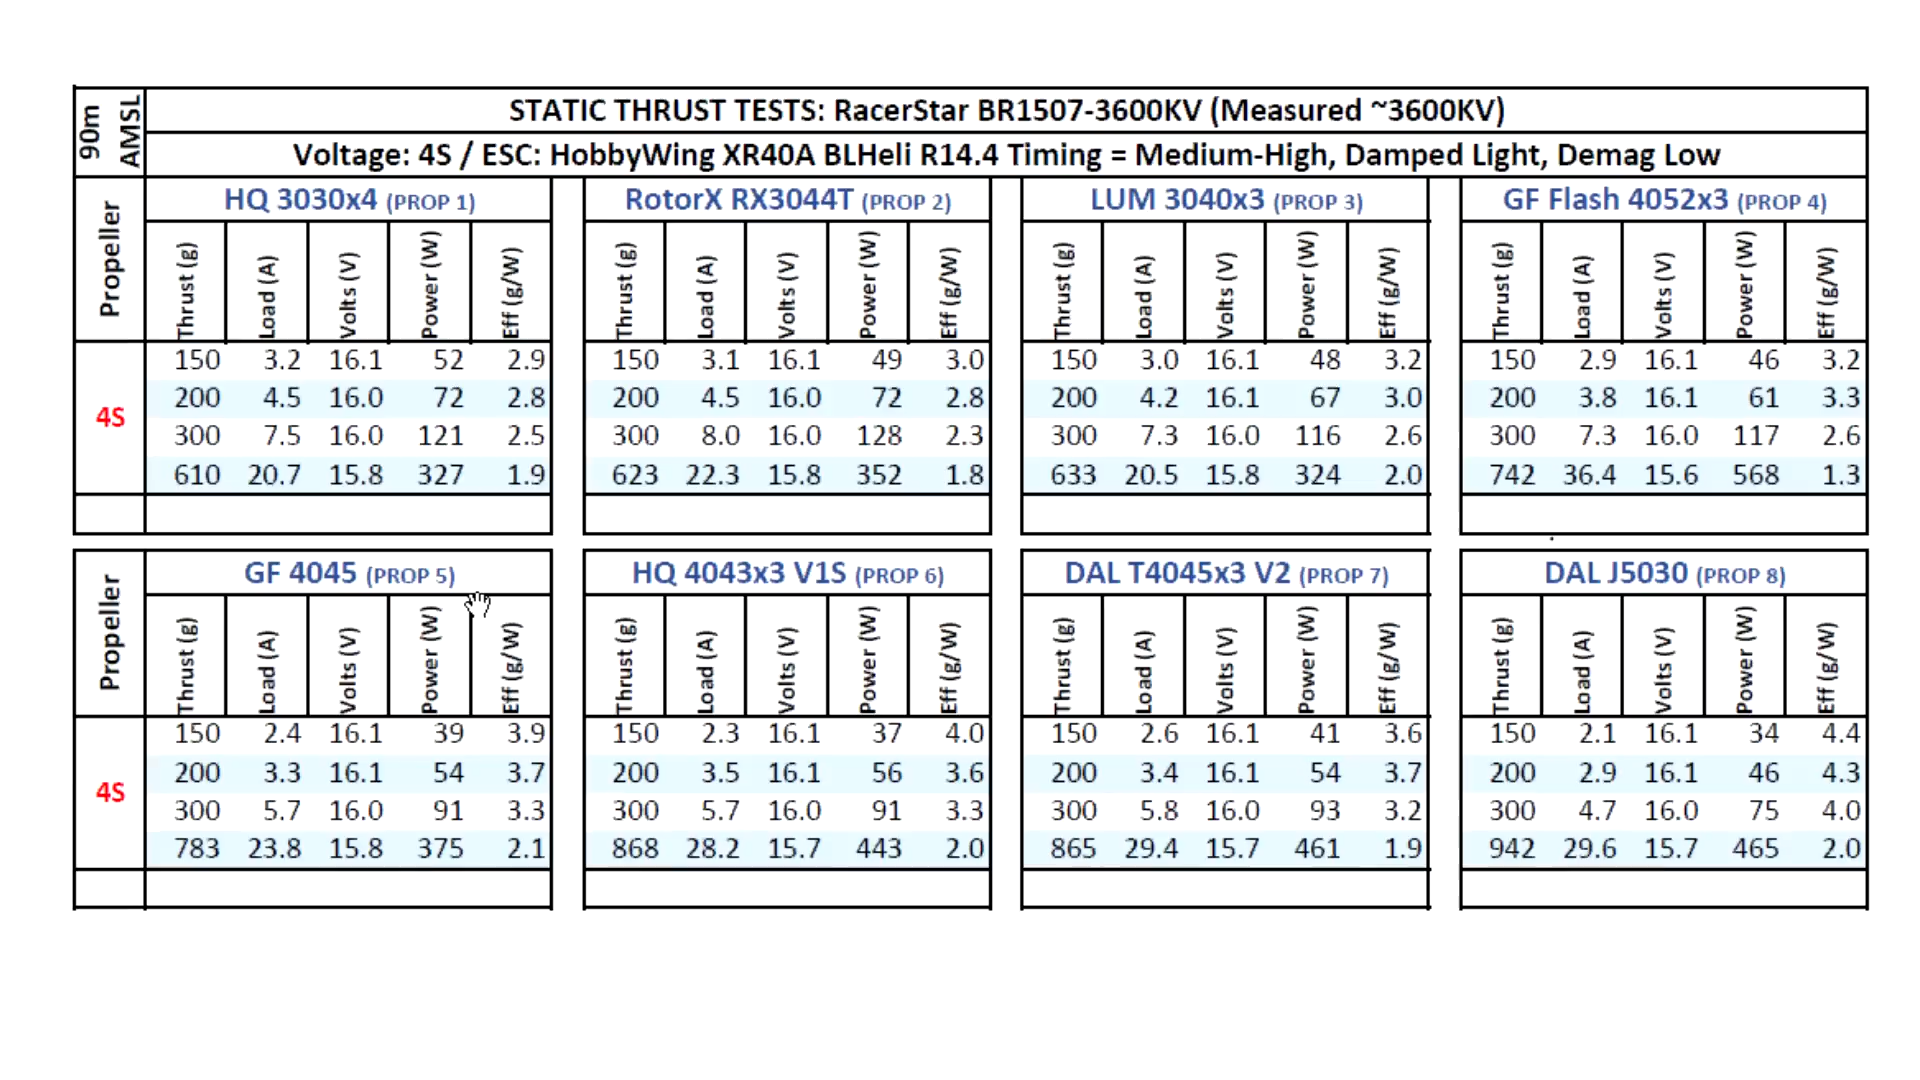 90m AMSL
STATIC THRUST TESTS: RacerStar BR1507-3600KV (Measured ~3600KV)
Voltage: 4S / ESC: HobbyWing XR40A BLHeli R14.4 Timing = Medium-High, Damped Light, Demag Low
Propeller
HQ 3030x4 (PROP 1) RotorX RX3044T (PROP 2) LUM 3040x3 (PROP 3) GF Flash 4052x3 (PROP 4)
Thrust (g) Load (A) Volts (V) Power (W) Eff (g/W) Thrust (g) Load (A) Volts (V) Power (W) Eff (g/W) Thrust (g) Load (A) Volts (V) Power (W) Eff (g/W) Thrust (g) Load (A) Volts (V) Power (W) Eff (g/W)
4S
150 3.2 16.1 52 2.9 150 3.1 16.1 49 3.0 150 3.0 16.1 48 3.2 150 2.9 16.1 46 3.2
200 4.5 16.0 72 2.8 200 4.5 16.0 72 2.8 200 4.2 16.1 67 3.0 200 3.8 16.1 61 3.3
300 7.5 16.0 121 2.5 300 8.0 16.0 128 2.3 300 7.3 16.0 116 2.6 300 7.3 16.0 117 2.6
610 20.7 15.8 327 1.9 623 22.3 15.8 352 1.8 633 20.5 15.8 324 2.0 742 36.4 15.6 568 1.3
Propeller
GF 4045 (PROP 5) HQ 4043x3 V1S (PROP 6) DAL T4045x3 V2 (PROP 7) DAL J5030 (PROP 8)
Thrust (g) Load (A) Volts (V) Power (W) Eff (g/W) Thrust (g) Load (A) Volts (V) Power (W) Eff (g/W) Thrust (g) Load (A) Volts (V) Power (W) Eff (g/W) Thrust (g) Load (A) Volts (V) Power (W) Eff (g/W)
4S
150 2.4 16.1 39 3.9 150 2.3 16.1 37 4.0 150 2.6 16.1 41 3.6 150 2.1 16.1 34 4.4
200 3.3 16.1 54 3.7 200 3.5 16.1 56 3.6 200 3.4 16.1 54 3.7 200 2.9 16.1 46 4.3
300 5.7 16.0 91 3.3 300 5.7 16.0 91 3.3 300 5.8 16.0 93 3.2 300 4.7 16.0 75 4.0
783 23.8 15.8 375 2.1 868 28.2 15.7 443 2.0 865 29.4 15.7 461 1.9 942 29.6 15.7 465 2.0